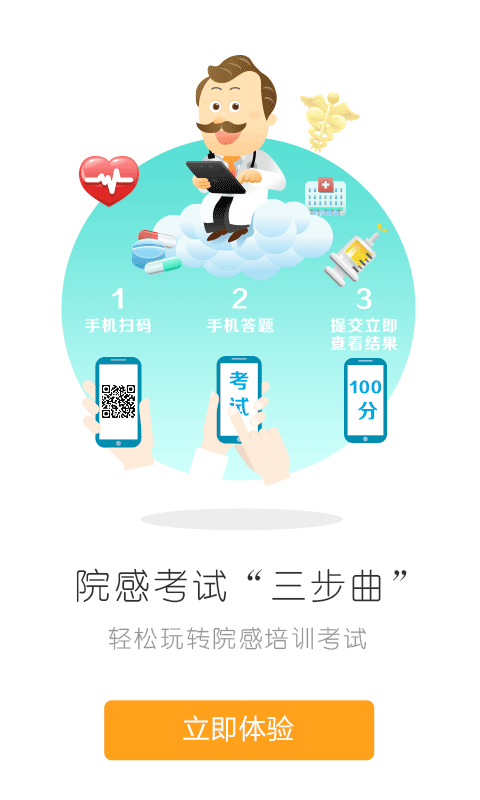 1
手机扫码
2
手机答题
3
提交立即
查看结果
考
试
100
分
院感考试“三步曲”
轻松玩转院感培训考试
立即体验